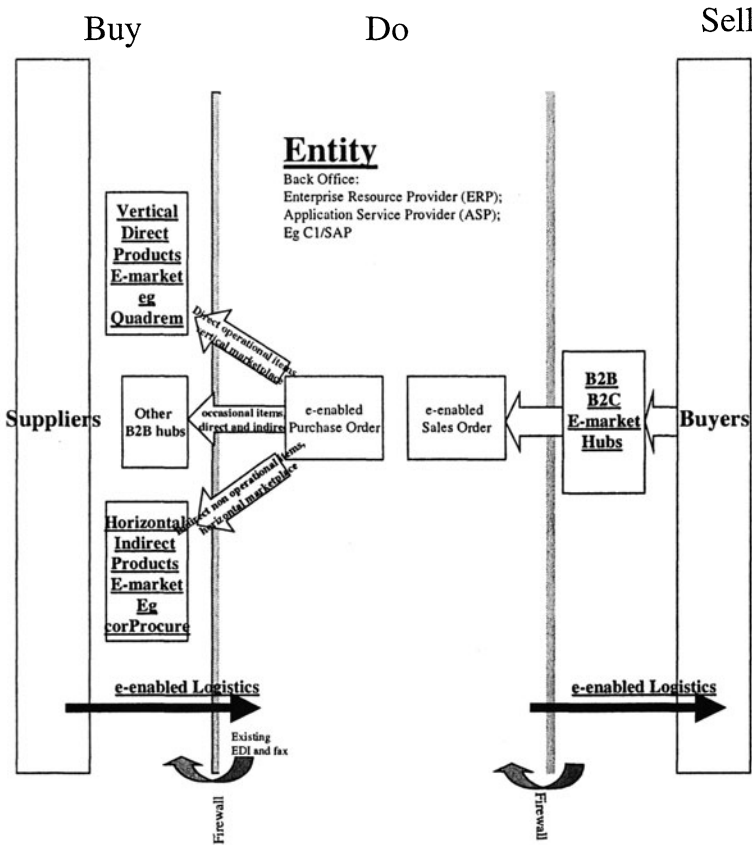 Buy
Do
Sell
Entity
Back Office:
Enterprise Resource Provider (ERP);
Application Service Provider (ASP);
Eg C1/SAP
Vertical
Direct
Products
E-market
eg
Quadrem
Direct operational items,
vertical marketplace
Suppliers
Other
B2B hubs
occasional items,
direct and indire
e-enabled
Purchase Order
e-enabled
Sales Order
B2B
B2C
E-market
Hubs
Buyers
Indirect non operational items,
horizontal marketplace
Horizontal
Indirect
Products
E-market
Eg
corProcure
e-enabled Logistics
e-enabled Logistics
Existing
EDI and fax
Firewall
Firewall